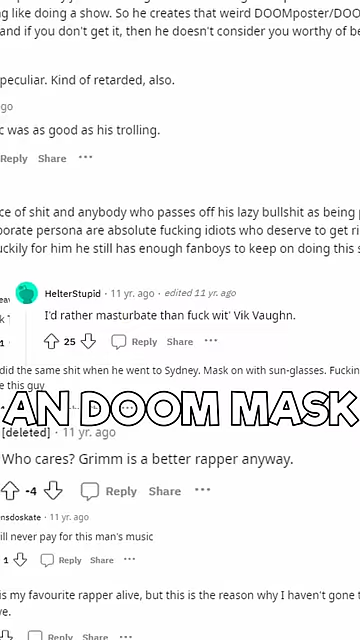 ng like doing a show. So he creates that weird DOOMposter/DOO
and if you don't get it, then he doesn't consider you worthy of be
peculiar. Kind of retarded, also.
go
c was as good as his trolling.
Reply Share ...
ce of shit and anybody who passes off his lazy bullshit as being
porate persona are absolute fucking idiots who deserve to get ri
uckily for him he still has enough fanboys to keep on doing this s
HelterStupid · 11 yr. ago · edited 11 yr. ago
I'd rather masturbate than fuck wit' Vik Vaughn.
1
25 Reply Share ...
did the same shit when he went to Sydney. Mask on with sun-glasses. Fuckin
e this guy
AN DOOM MASK
[deleted] · 11 yr. ago
Who cares? Grimm is a better rapper anyway.
-4 Reply Share ...
nsdoskate · 11 yr. ago
ill never pay for this man's music
1 Reply Share ...
is my favourite rapper alive, but this is the reason why I haven't gone t
ve.
Reply Share ...